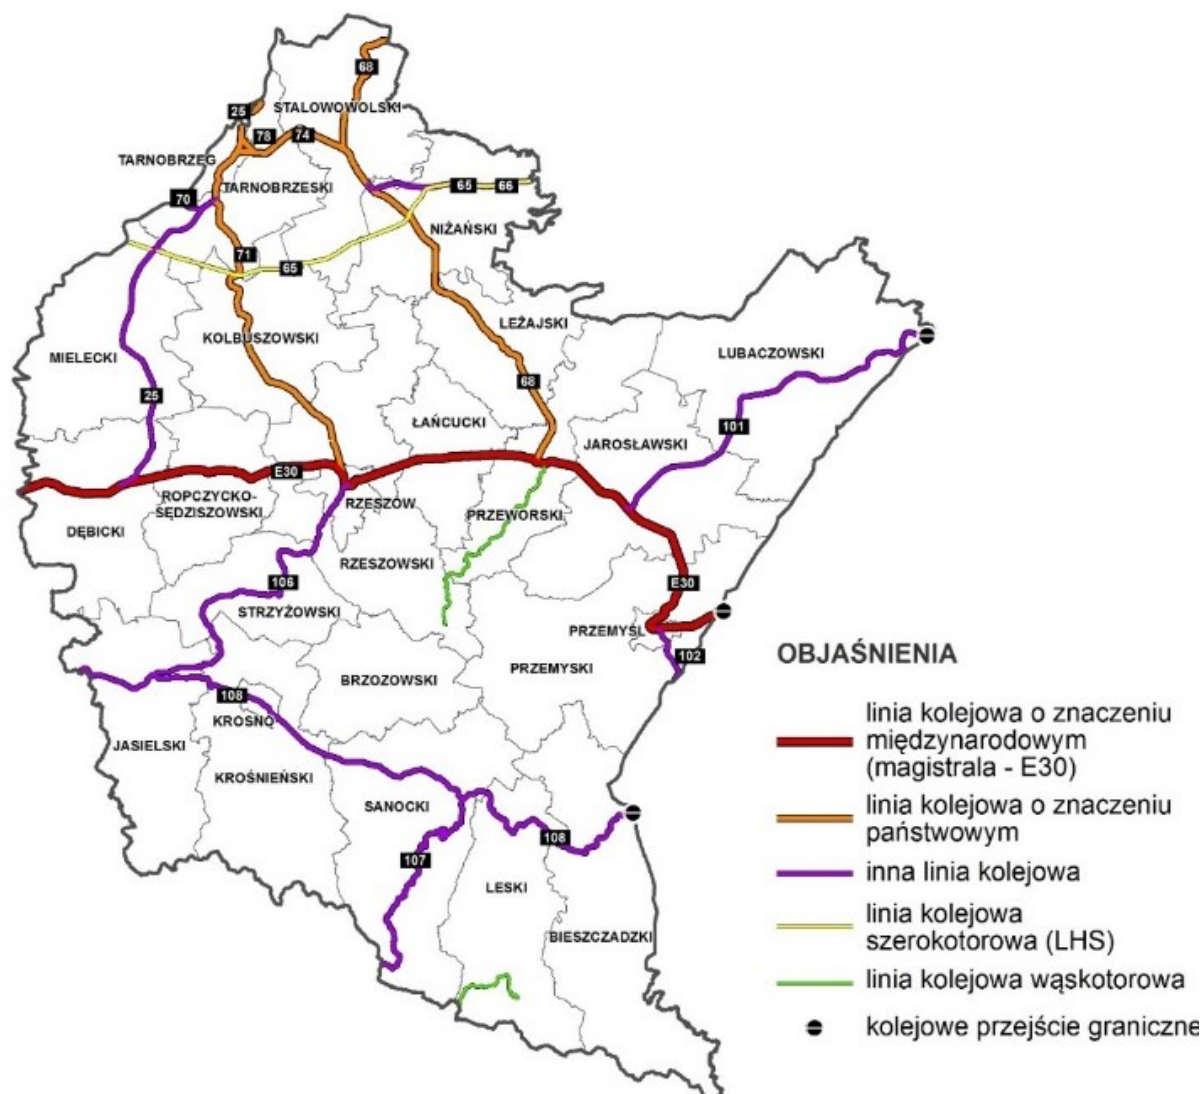 68
25
STALOWOWOLSKI
78
74
TARNOBRZEG
TARNOBRZESKI
65
66
70
NIŻAŃSKI
71
65
LEŻAJSKI
KOLBUSZOWSKI
LUBACZOWSKI
MIELECKI
68
25
ŁAŃCUCKI
101
JAROSŁAWSKI
E30
ROPCZYCKO-
SĘDZISZOWSKI
RZESZÓW
PRZEWORSKI
DĘBICKI
RZESZOWSKI
106
E30
STRZYŻOWSKI
PRZEMYŚL
102
PRZEMYSKI
BRZOZOWSKI
108
KROSNO
JASIELSKI
KROŚNIEŃSKI
SANOCKI
108
107
LESKI
BIESZCZADZKI
OBJAŚNIENIA
linia kolejowa o znaczeniu
międzynarodowym
(magistrala - E30)
linia kolejowa o znaczeniu
państwowym
inna linia kolejowa
linia kolejowa
szerokotorowa (LHS)
linia kolejowa wąskotorowa
kolejowe przejście graniczne